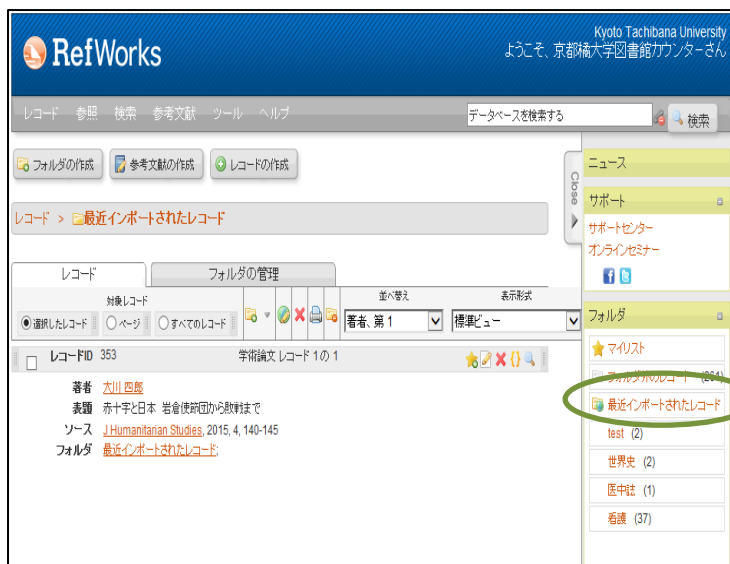 RefWorks
Kyoto Tachibana University
ようこそ、京都橘大学図書館カウンターさん
レコード 参照 検索 参考文献 ツール ヘルプ
データベースを検索する
検索
フォルダの作成 参考文献の作成 レコードの作成
Close
レコード > 最近インポートされたレコード
レコード フォルダの管理
対象レコード
選択したレコード ページ すべてのレコード
並べ替え
著者、第 1
表示形式
標準ビュー
レコードID 353 学術論文 レコード 1の 1
著者 大川 四郎
表題 赤十字と日本 岩倉使節団から敗戦まで
ソース J Humanitarian Studies, 2015, 4, 140-145
フォルダ 最近インポートされたレコード;
ニュース
サポート
サポートセンター
オンラインセミナー
フォルダ
マイリスト
フォルダ外のレコード (264)
最近インポートされたレコード
test (2)
世界史 (2)
医中誌 (1)
看護 (37)